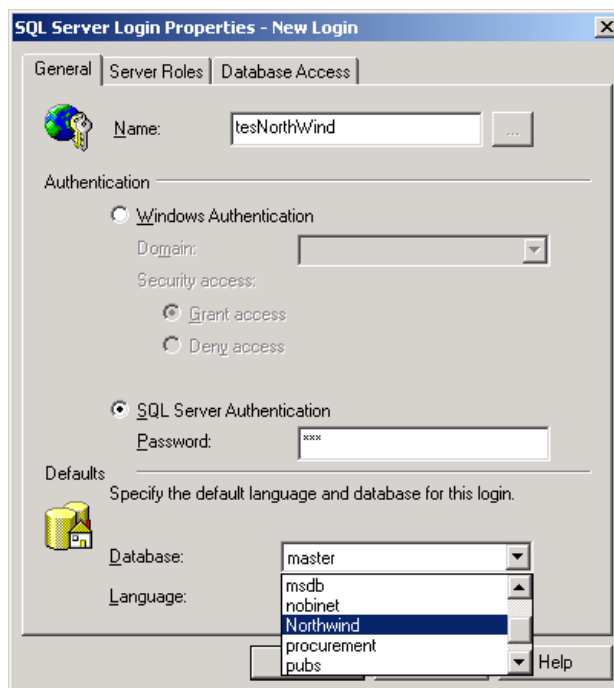 SQL Server Login Properties - New Login
General Server Roles Database Access
Name: tesNorthWind ...
Authentication
Windows Authentication
Domain:
Security access:
Grant access
Deny access
SQL Server Authentication
Password: ×××
Defaults
Specify the default language and database for this login.
Database: master
Language:
msdb
nobinet
Northwind
procurement
pubs
Help